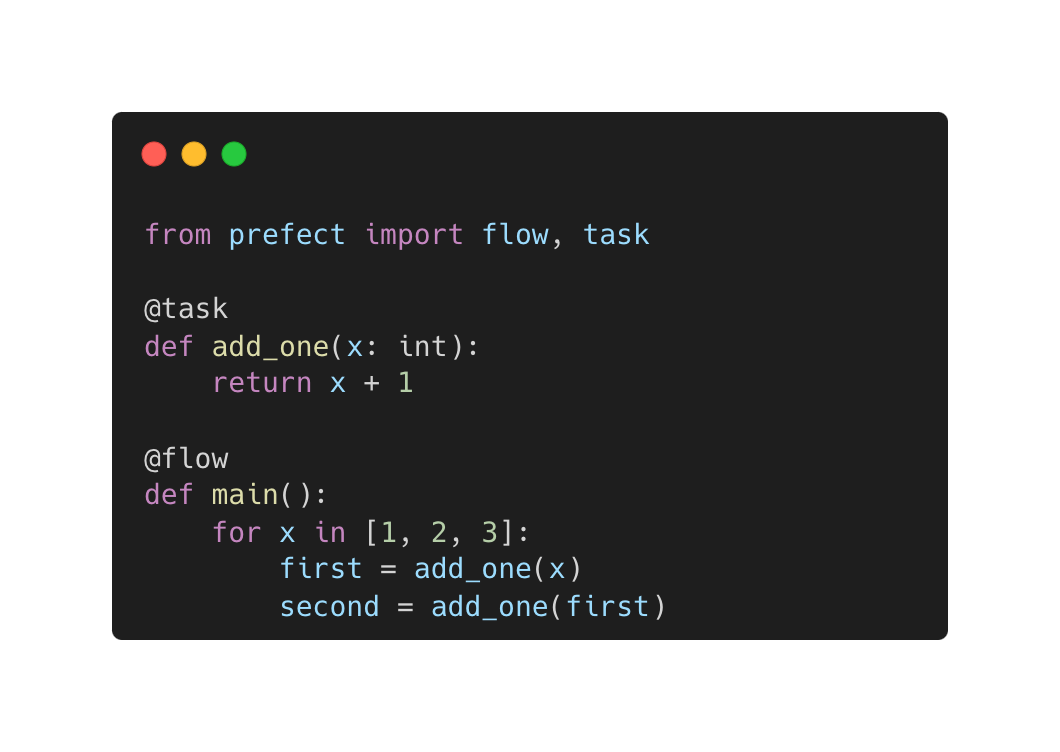 from prefect import flow, task

@task
def add_one(x: int):
    return x + 1

@flow
def main():
    for x in [1, 2, 3]:
        first = add_one(x)
        second = add_one(first)